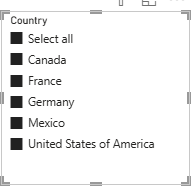 Country
Select all
Canada
France
Germany
Mexico
United States of America